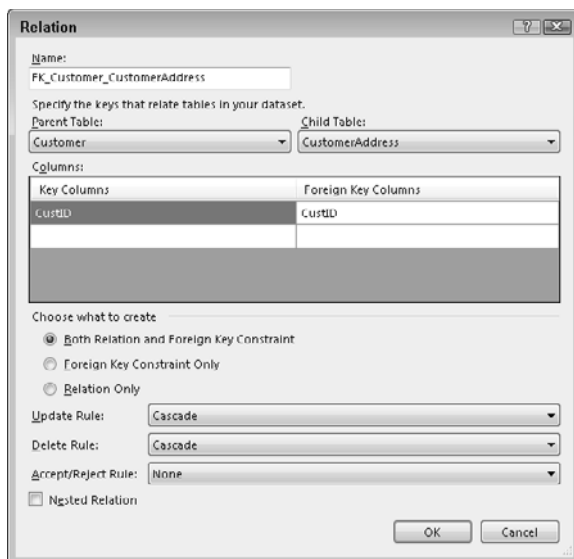 Relation
Name:
FK_Customer_CustomerAddress
Specify the keys that relate tables in your dataset.
Parent Table: Child Table:
Customer CustomerAddress
Columns:
Key Columns Foreign Key Columns
CustID CustID
Choose what to create
Both Relation and Foreign Key Constraint
Foreign Key Constraint Only
Relation Only
Update Rule: Cascade
Delete Rule: Cascade
Accept/Reject Rule: None
Nested Relation
OK Cancel